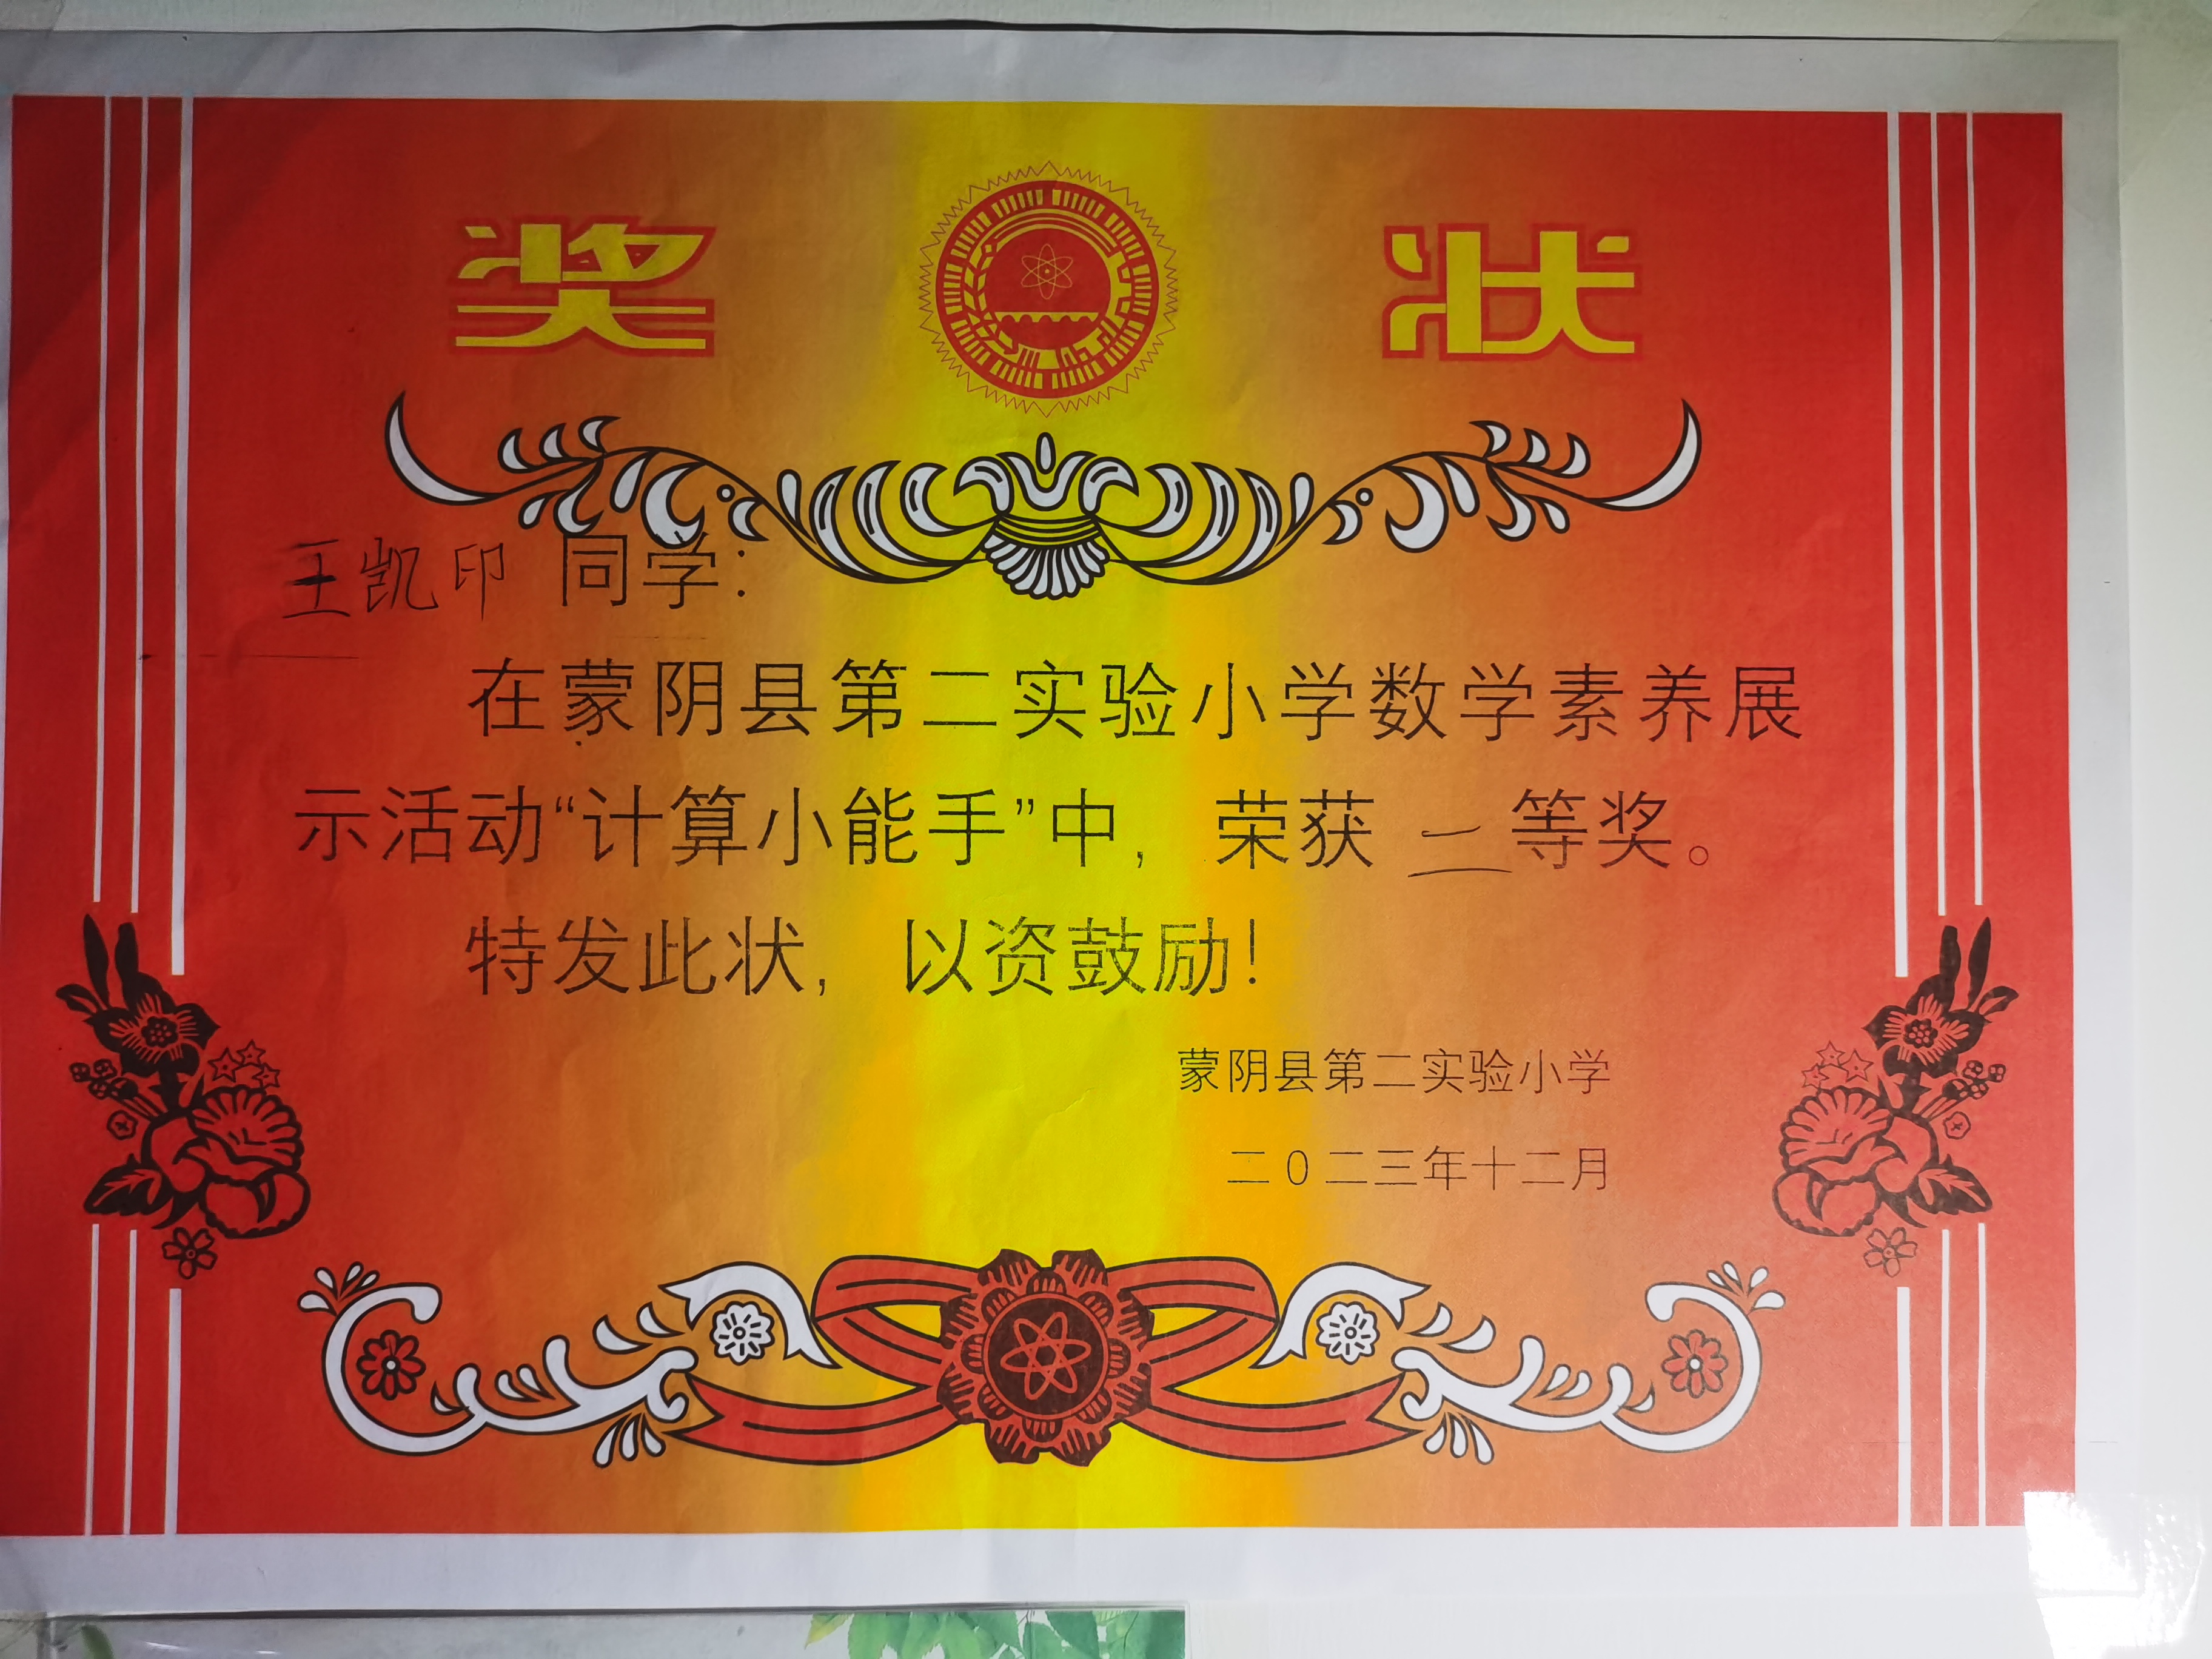 奖 状
王凯印 同学：
在蒙阴县第二实验小学数学素养展
示活动“计算小能手”中，荣获 二 等奖。
特发此状，以资鼓励！
蒙阴县第二实验小学
二0二三年十二月